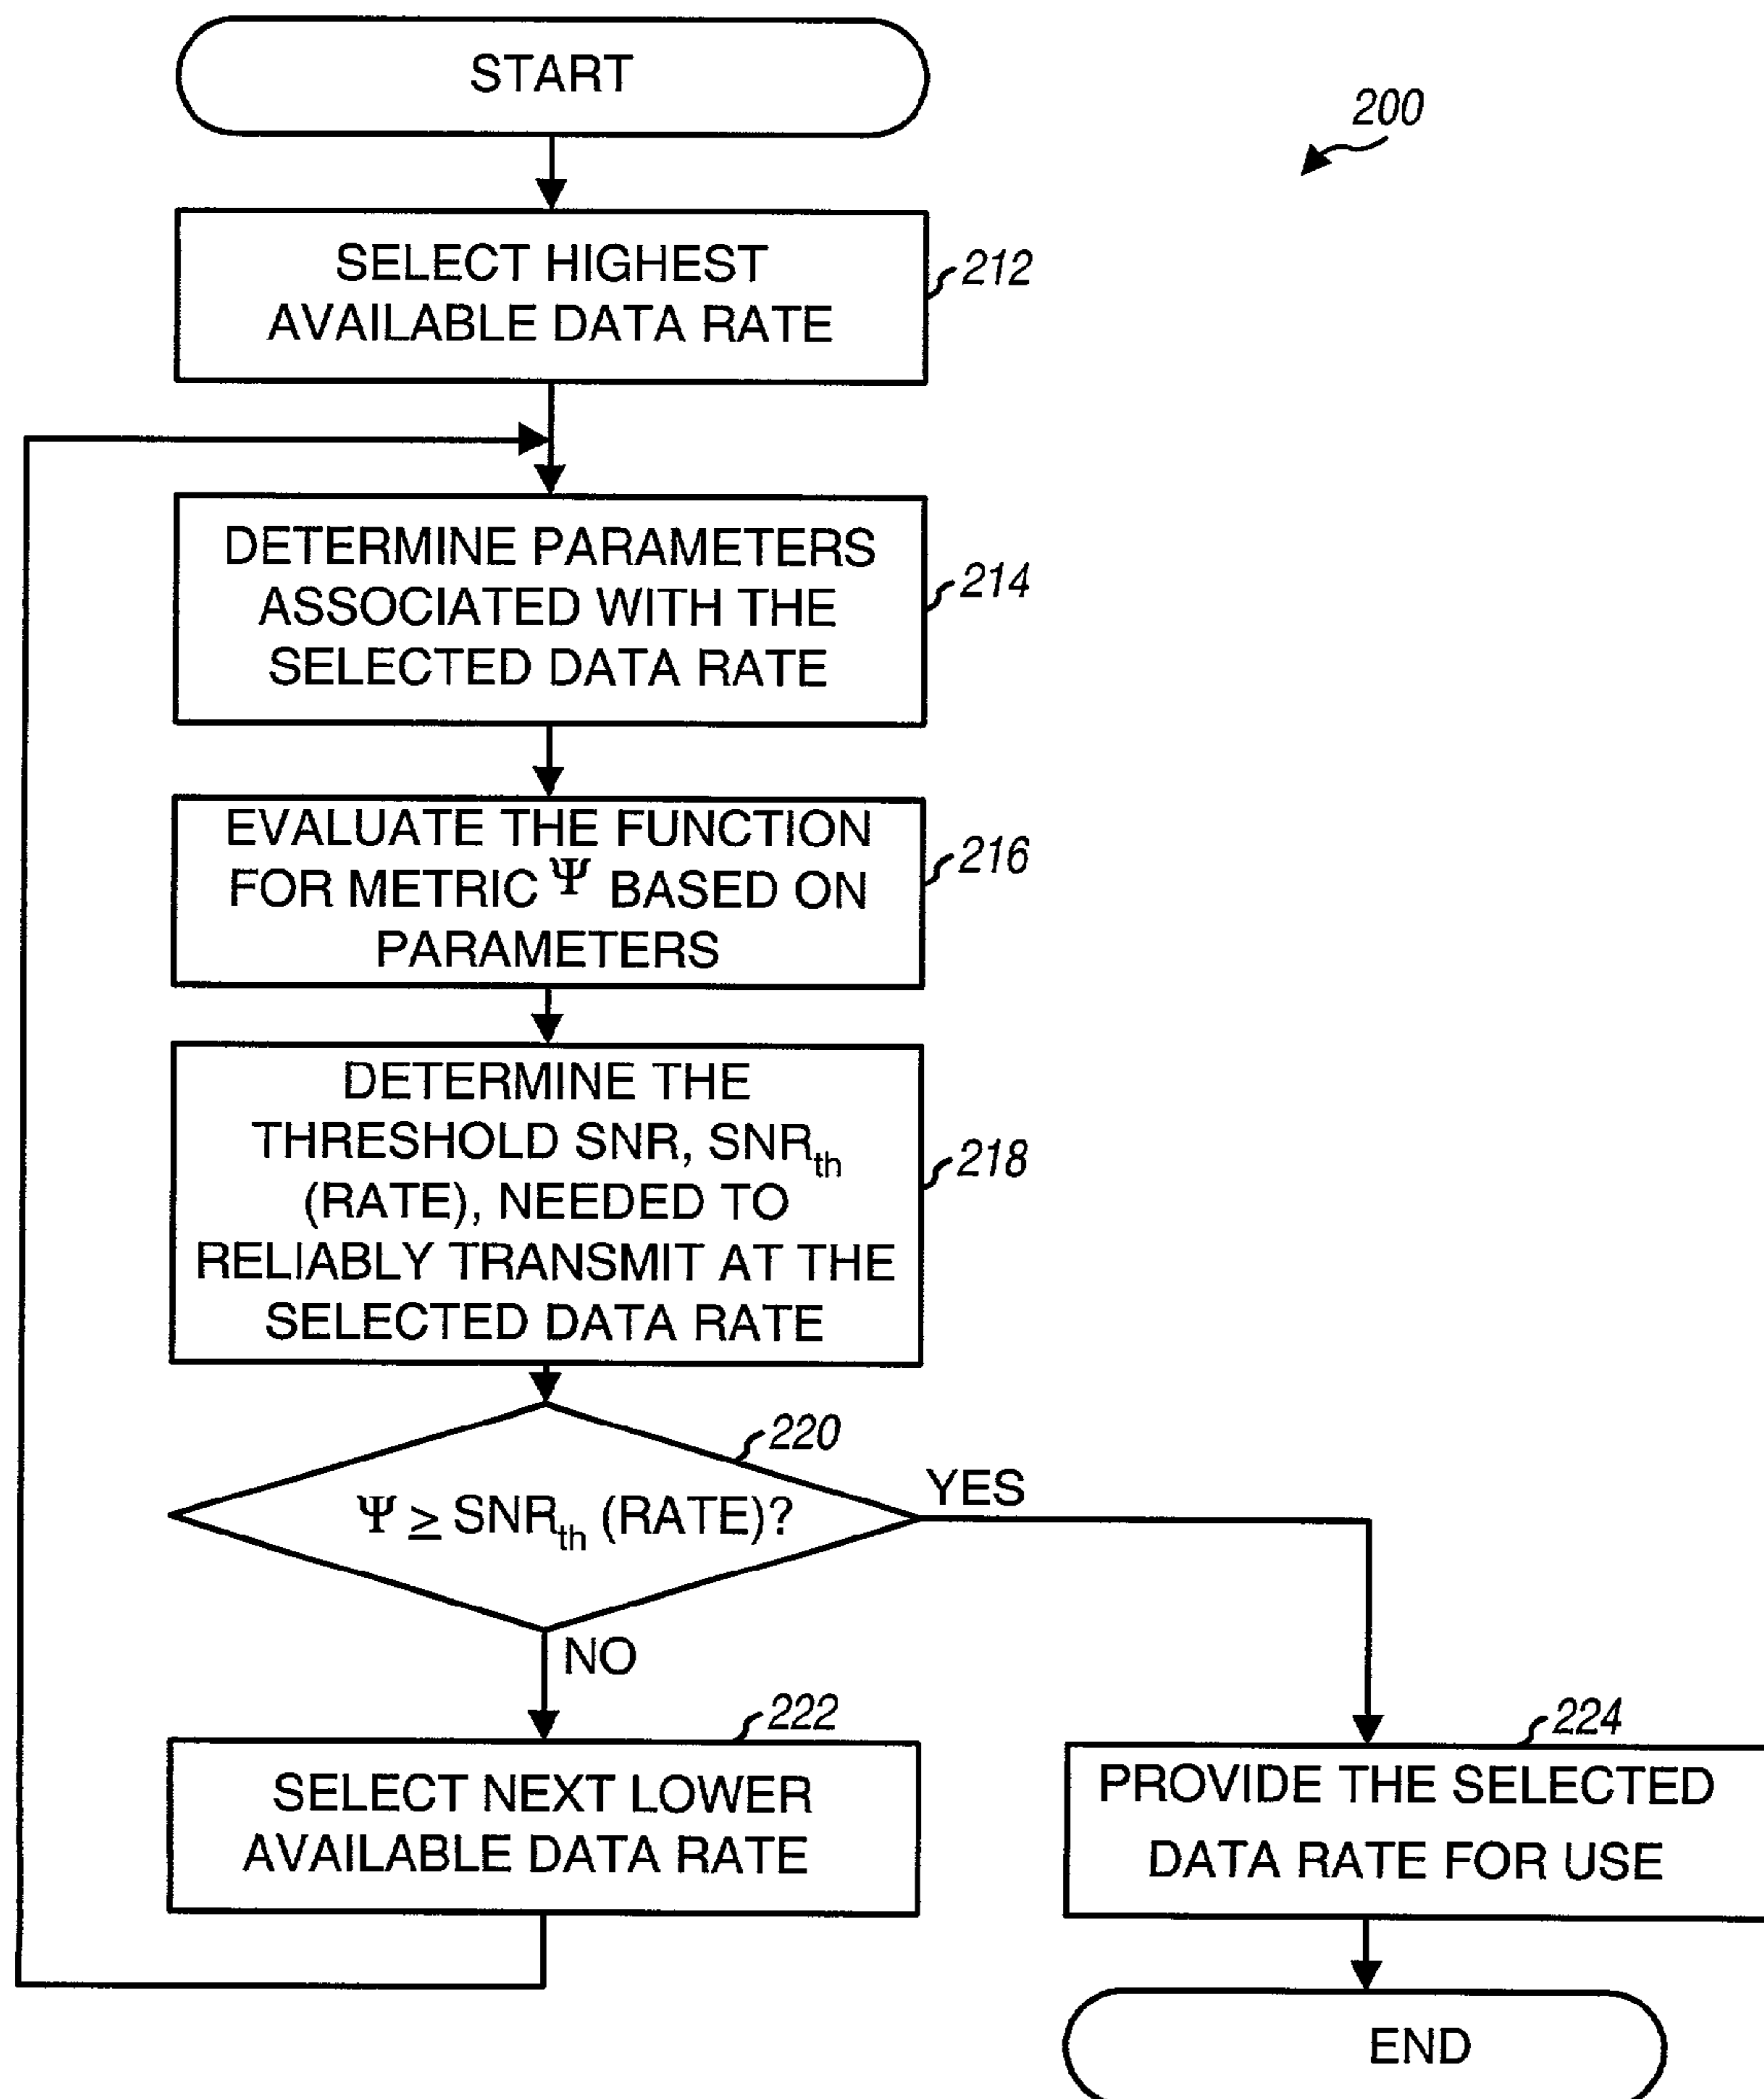 START
200
SELECT HIGHEST
AVAILABLE DATA RATE
212
DETERMINE PARAMETERS
ASSOCIATED WITH THE
SELECTED DATA RATE
214
EVALUATE THE FUNCTION
FOR METRIC Ψ BASED ON
PARAMETERS
216
DETERMINE THE
THRESHOLD SNR, SNRth
(RATE), NEEDED TO
RELIABLY TRANSMIT AT THE
SELECTED DATA RATE
218
220
Ψ ≥ SNRth (RATE)?
YES
NO
222
SELECT NEXT LOWER
AVAILABLE DATA RATE
224
PROVIDE THE SELECTED
DATA RATE FOR USE
END